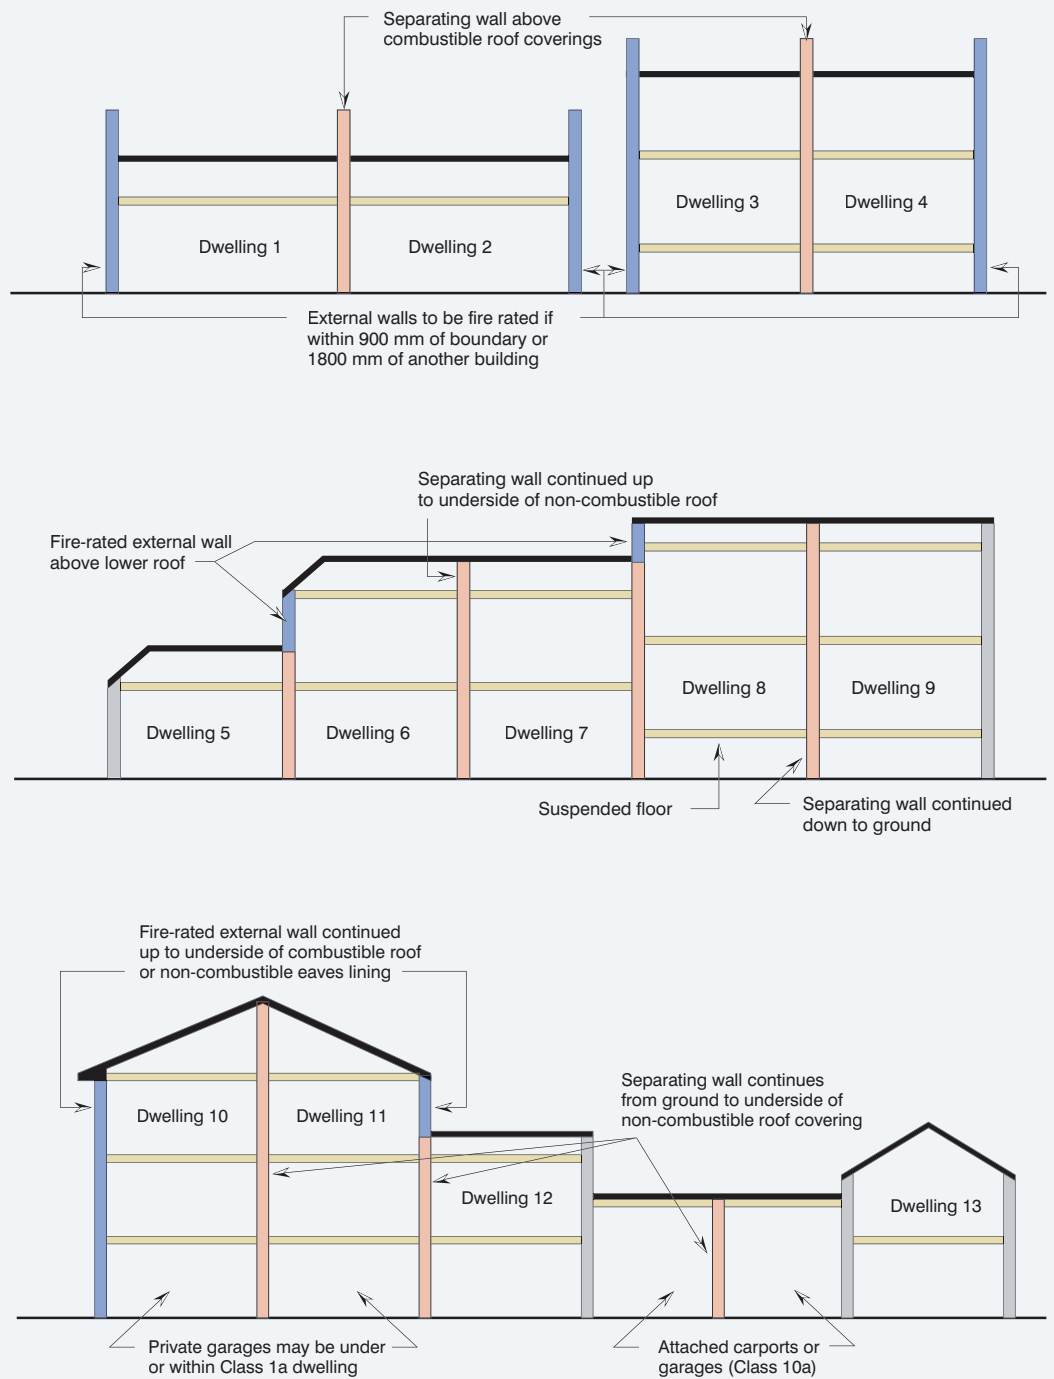 Separating wall above
combustible roof coverings
Dwelling 1
Dwelling 2
Dwelling 3
Dwelling 4
External walls to be fire rated if
within 900 mm of boundary or
1800 mm of another building
Separating wall continued up
to underside of non-combustible roof
Fire-rated external wall
above lower roof
Dwelling 5
Dwelling 6
Dwelling 7
Dwelling 8
Dwelling 9
Suspended floor
Separating wall continued
down to ground
Fire-rated external wall continued
up to underside of combustible roof
or non-combustible eaves lining
Separating wall continues
from ground to underside of
non-combustible roof covering
Dwelling 10
Dwelling 11
Dwelling 12
Dwelling 13
Private garages may be under
or within Class 1a dwelling
Attached carports or
garages (Class 10a)